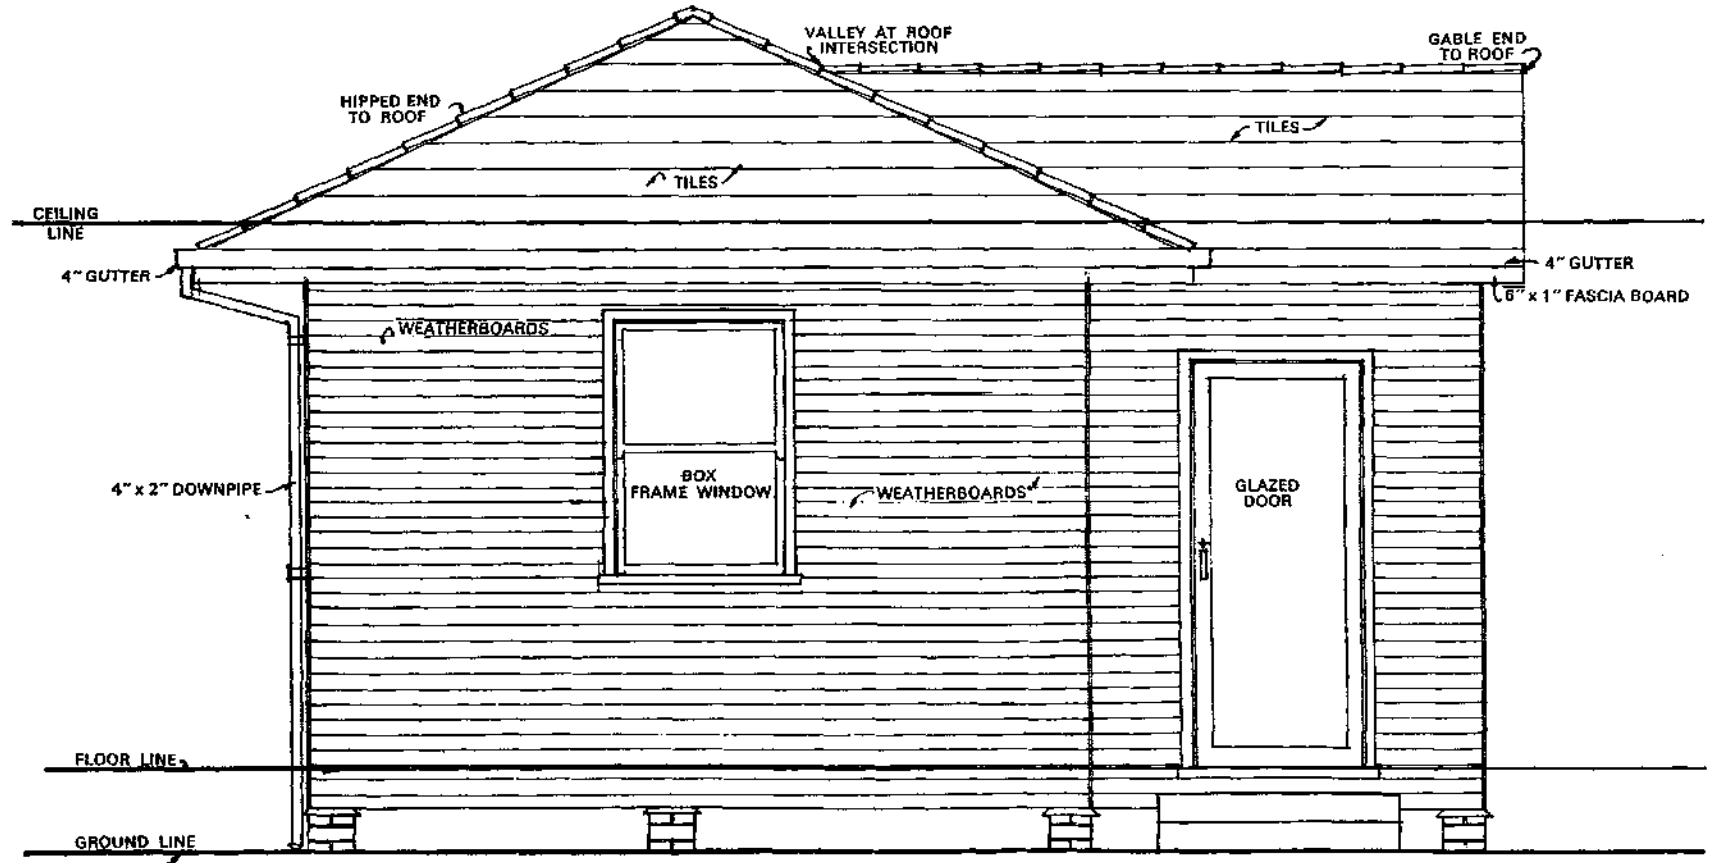 VALLEY AT ROOF
INTERSECTION
GABLE END
TO ROOF
HIPPED END
TO ROOF
TILES
TILES
CEILING
LINE
4" GUTTER
4" GUTTER
6" x 1" FASCIA BOARD
WEATHERBOARDS
BOX
FRAME WINDOW
4" x 2" DOWNPIPE
WEATHERBOARDS
GLAZED
DOOR
FLOOR LINE
GROUND LINE